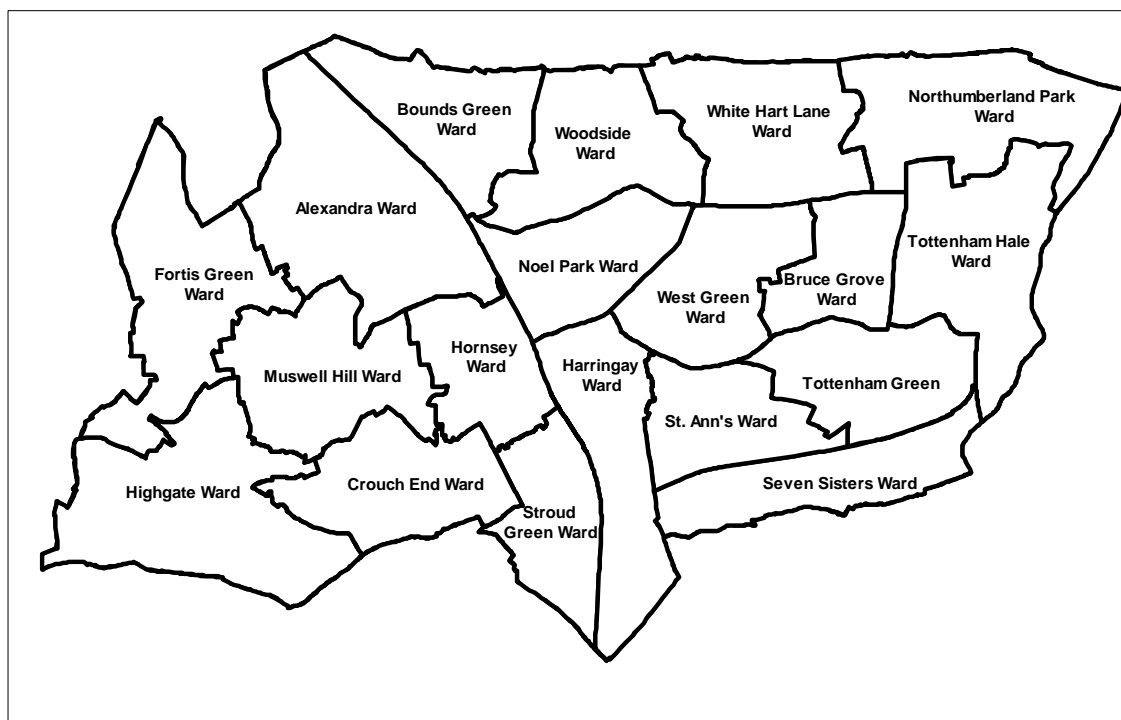 Bounds Green
Ward
Woodside
Ward
White Hart Lane
Ward
Northumberland Park
Ward
Alexandra Ward
Fortis Green
Ward
Noel Park Ward
West Green
Ward
Bruce Grove
Ward
Tottenham Hale
Ward
Muswell Hill Ward
Hornsey
Ward
Harringay
Ward
Tottenham Green
St. Ann's Ward
Highgate Ward
Crouch End Ward
Stroud
Green Ward
Seven Sisters Ward